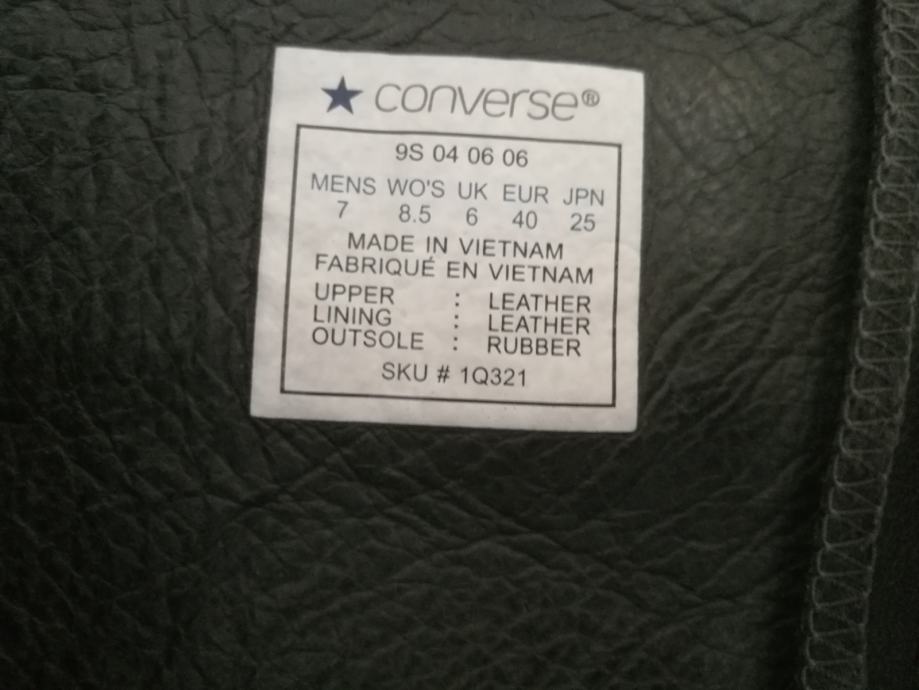 ★ converse®
9S 04 06 06
MENS WO'S UK EUR JPN
7 8.5 6 40 25
MADE IN VIETNAM
FABRIQUÉ EN VIETNAM
UPPER : LEATHER
LINING : LEATHER
OUTSOLE : RUBBER
SKU # 1Q321